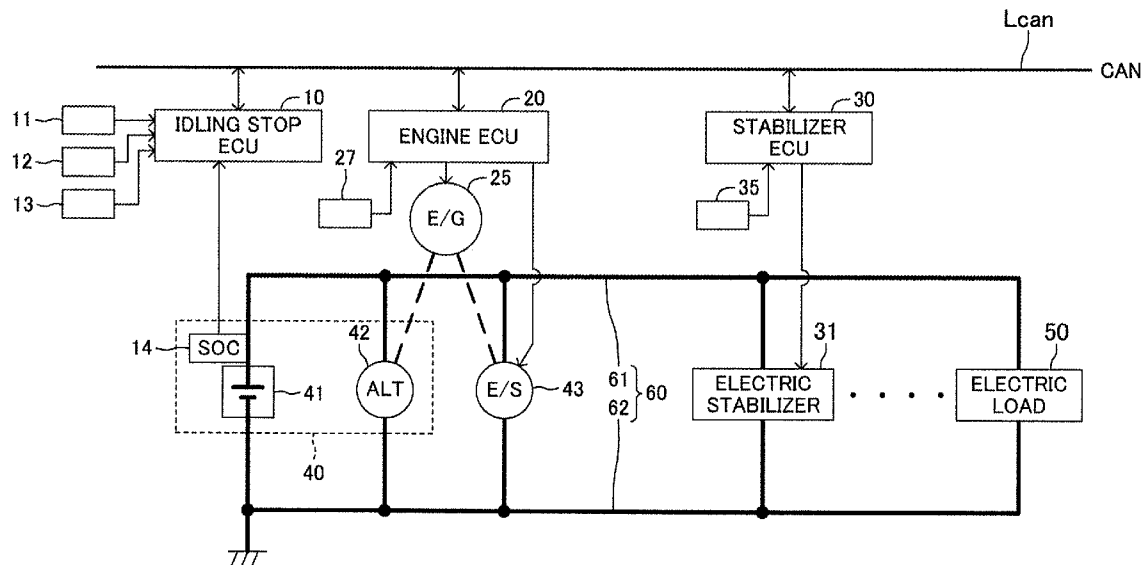 Lcan
CAN
10
20
30
11
12
13
IDLING STOP
ECU
ENGINE ECU
STABILIZER
ECU
27
25
35
E/G
14
SOC
42
31
50
41
ALT
E/S
43
61
62
60
ELECTRIC
STABILIZER
· · · · ·
ELECTRIC
LOAD
40